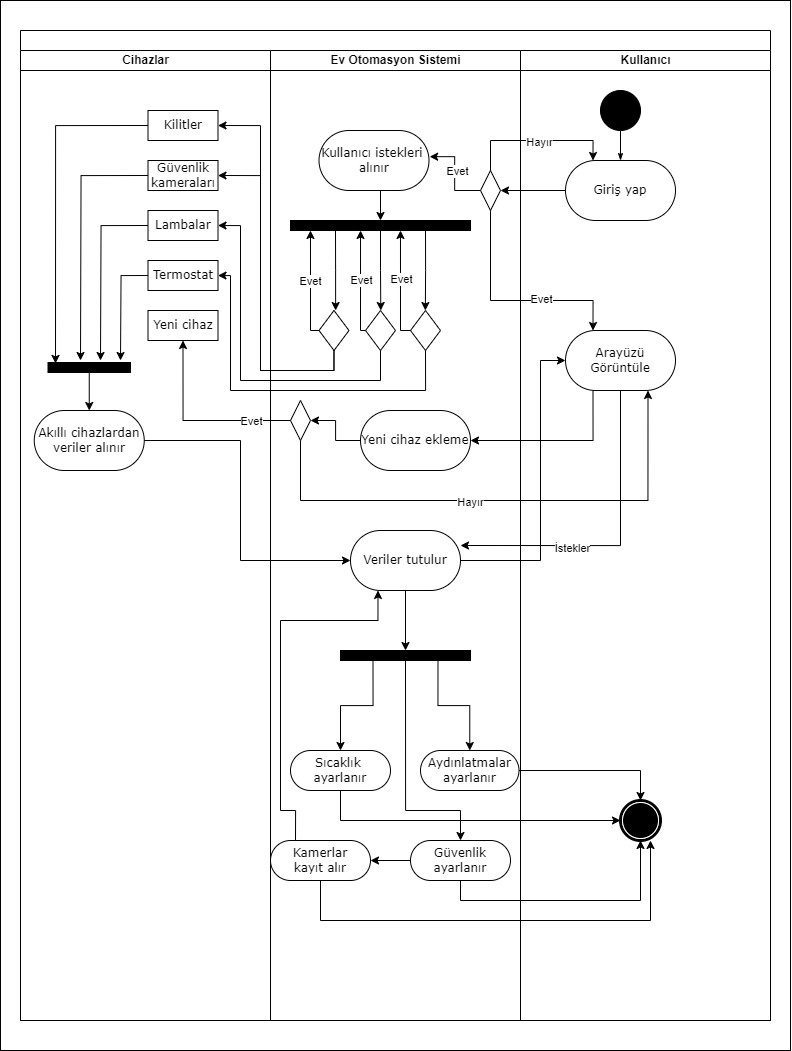 Cihazlar
Ev Otomasyon Sistemi
Kullanıcı
Kilitler
Güvenlik
kameraları
Lambalar
Termostat
Yeni cihaz
Akıllı cihazlardan
veriler alınır
Kullanıcı istekleri
alınır
Evet
Hayır
Giriş yap
Evet
Evet
Evet
Evet
Arayüzü
Görüntüle
Evet
Yeni cihaz ekleme
Hayır
Veriler tutulur
İstekler
Sıcaklık
ayarlanır
Aydınlatmalar
ayarlanır
Kamerlar
kayıt alır
Güvenlik
ayarlanır